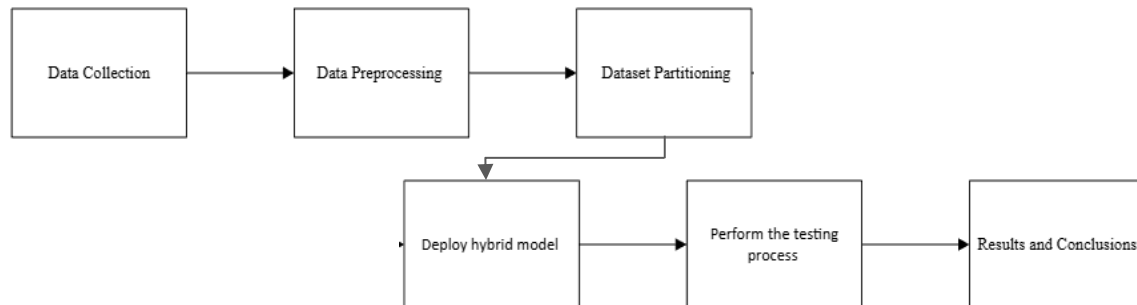 Data Collection
Data Preprocessing
Dataset Partitioning
Deploy hybrid model
Perform the testing
process
Results and Conclusions